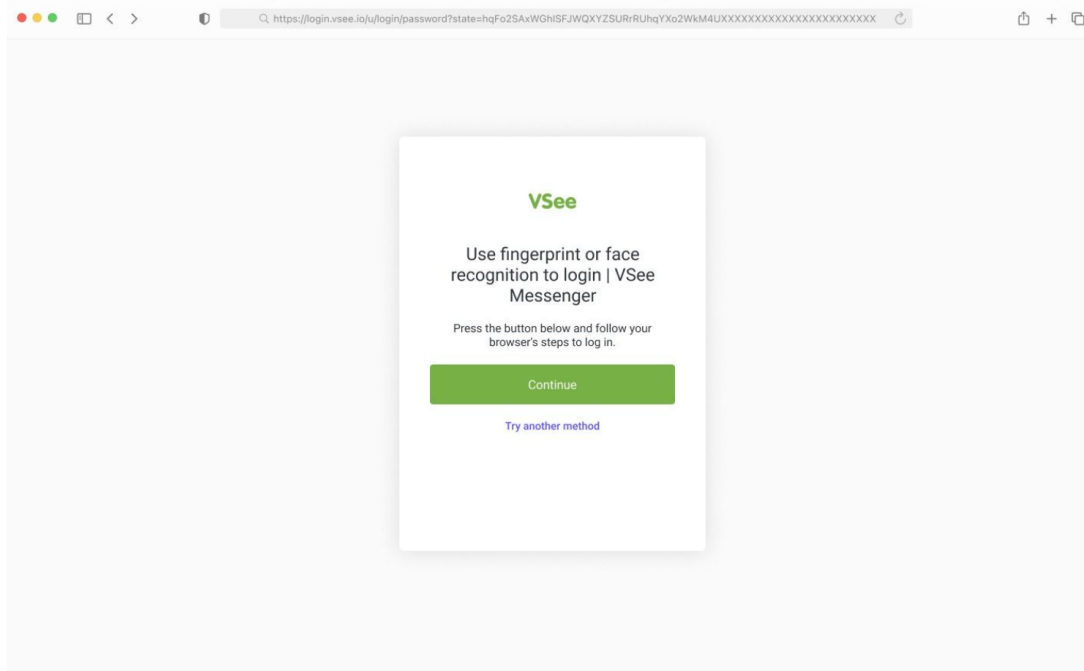 https://login.vsee.io/u/login/password?state=hqFo2SAxWGhlSFJWQXYZSURrRUhqYXo2WkM4UXXXXXXXXXXXXXXXXXXXXXXX
VSee
Use fingerprint or face
recognition to login | VSee
Messenger
Press the button below and follow your
browser's steps to log in.
Continue
Try another method